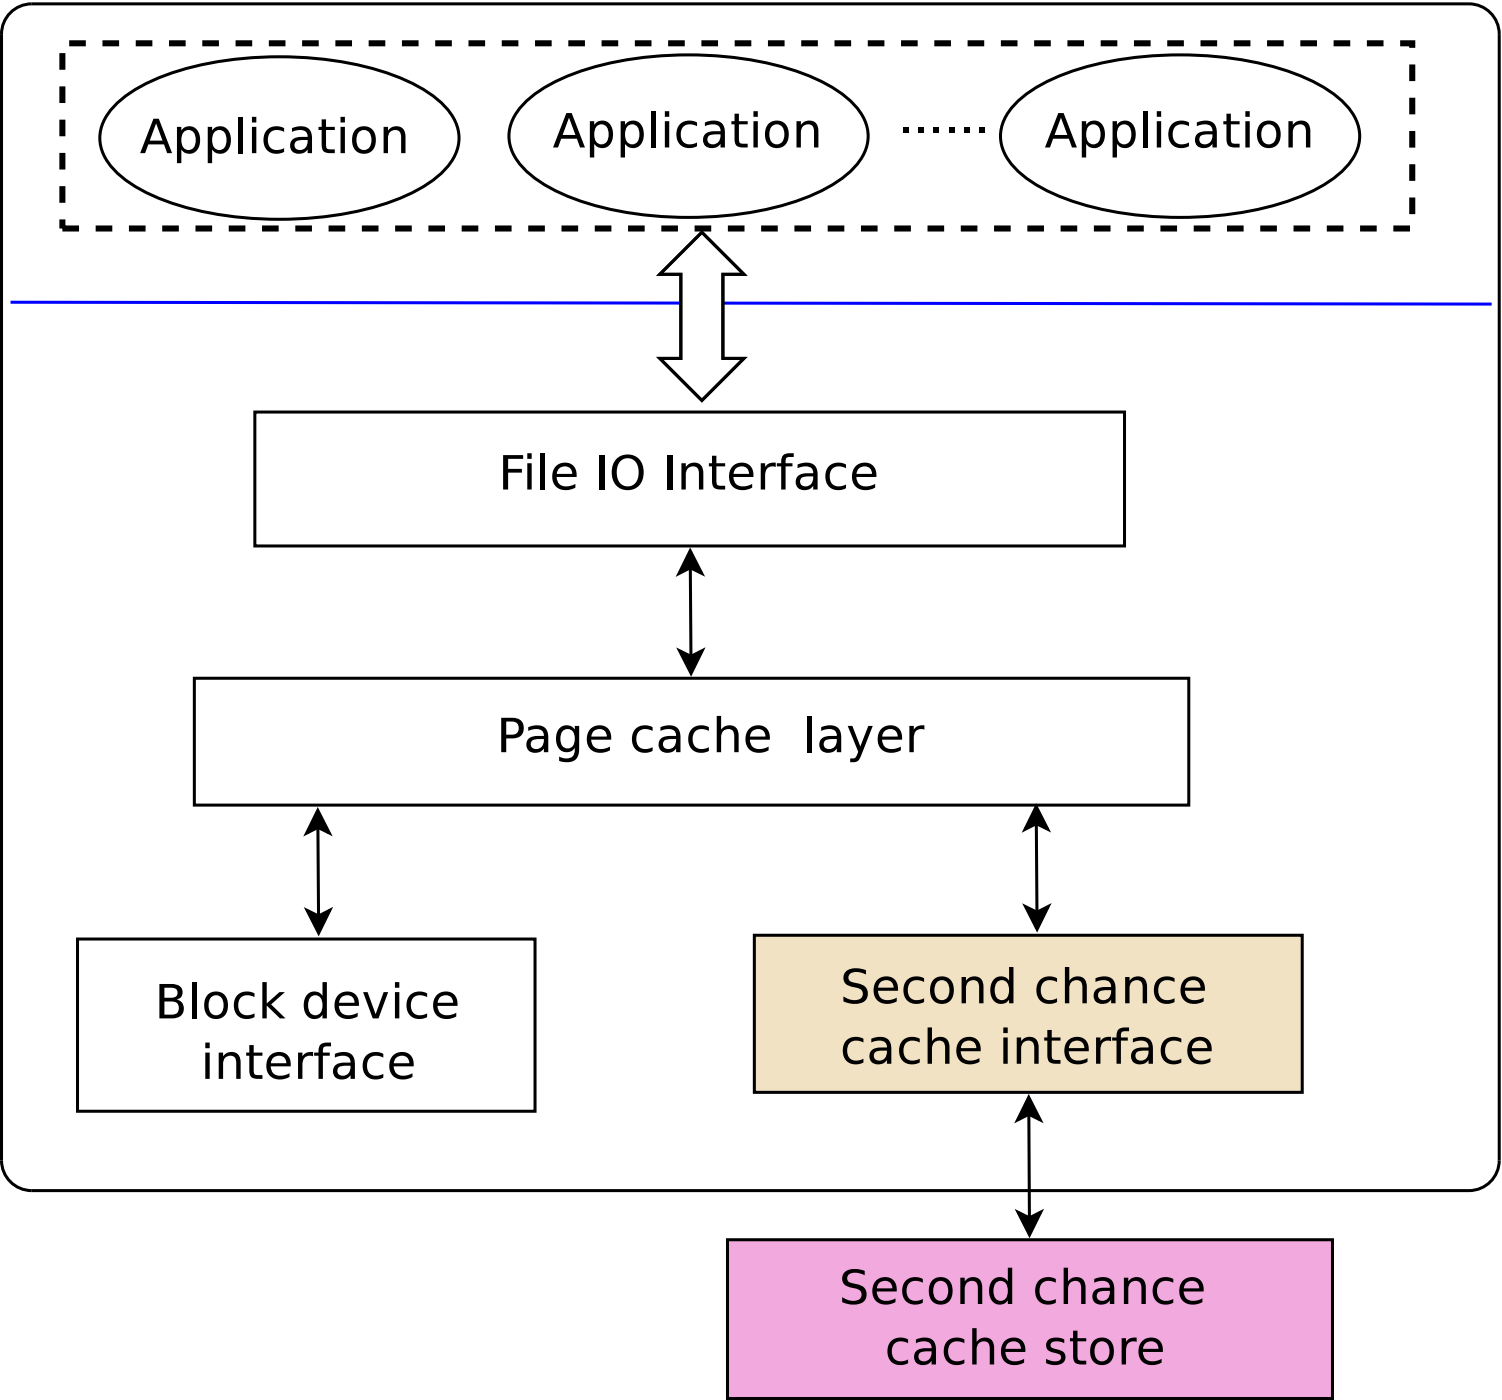 Application
Application
Application
File IO Interface
Page cache layer
Block device
interface
Second chance
cache interface
Second chance
cache store